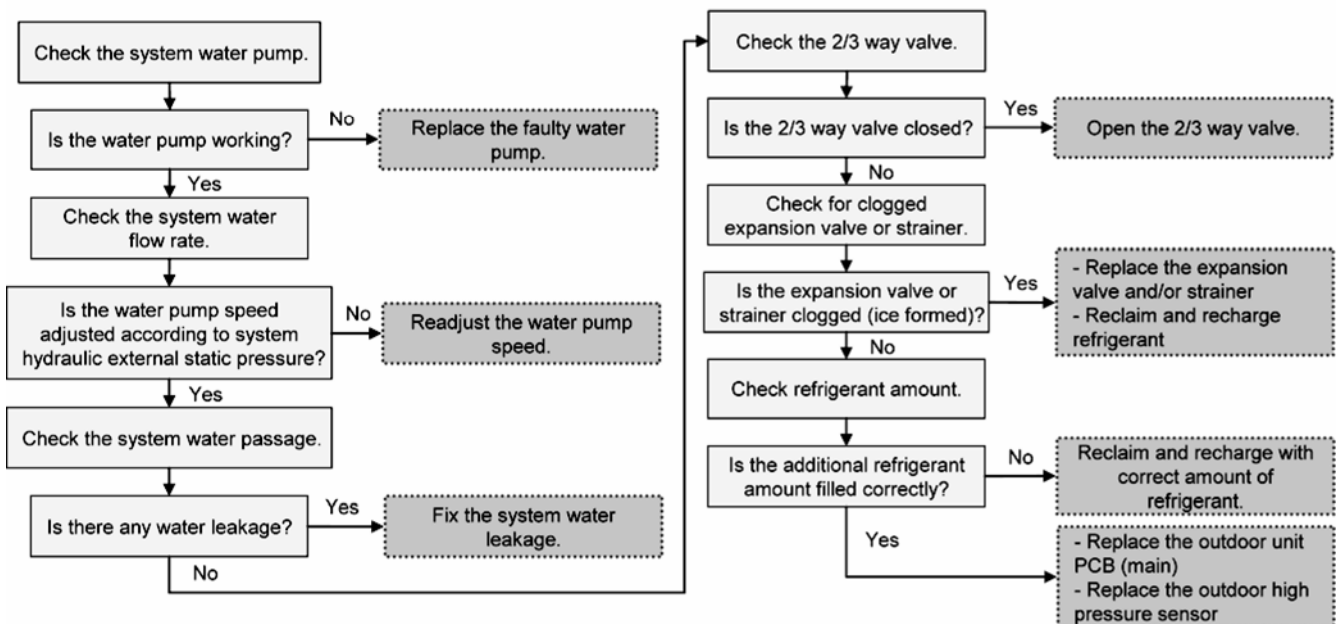 Check the system water pump.
Is the water pump working?
No
Replace the faulty water
pump.
Yes
Check the system water
flow rate.
Is the water pump speed
adjusted according to system
hydraulic external static pressure?
No
Readjust the water pump
speed.
Yes
Check the system water passage.
Is there any water leakage?
Yes
Fix the system water
leakage.
No
Check the 2/3 way valve.
Is the 2/3 way valve closed?
Yes
Open the 2/3 way valve.
No
Check for clogged
expansion valve or strainer.
Is the expansion valve or
strainer clogged (ice formed)?
Yes
- Replace the expansion
valve and/or strainer
- Reclaim and recharge
refrigerant
No
Check refrigerant amount.
Is the additional refrigerant
amount filled correctly?
No
Reclaim and recharge with
correct amount of
refrigerant.
Yes
- Replace the outdoor unit
PCB (main)
- Replace the outdoor high
pressure sensor